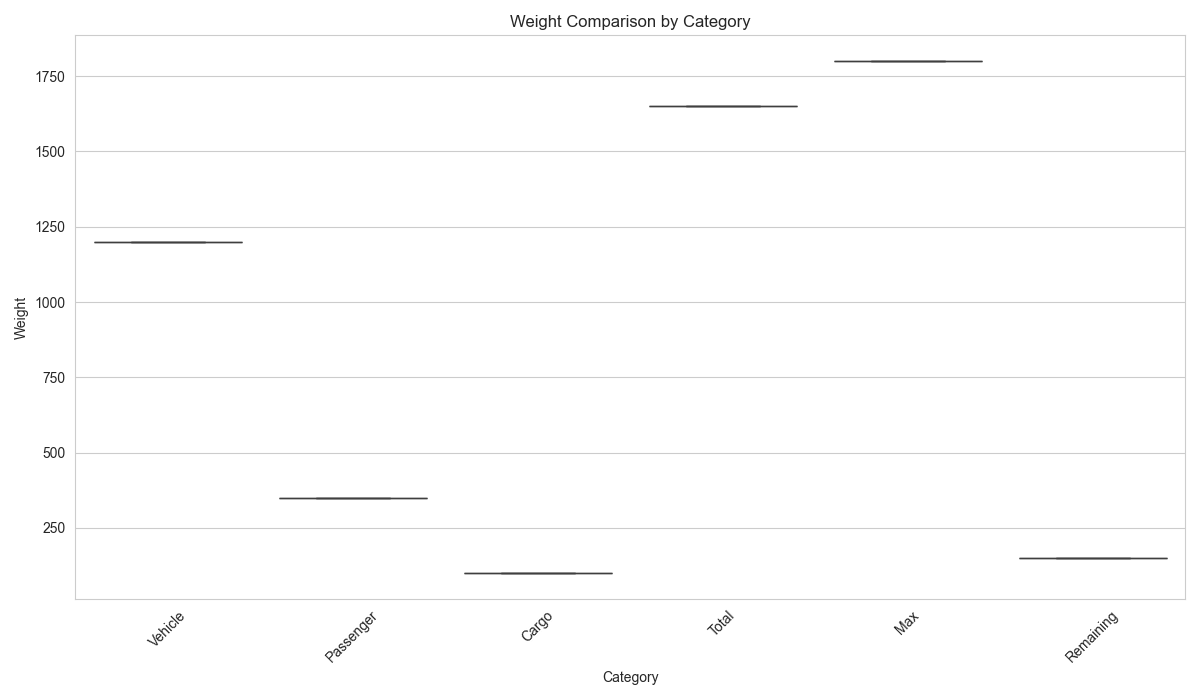 Weight Comparison by Category
Weight
1750
1500
1250
1000
750
500
250
Vehicle
Passenger
Cargo
Total
Max
Remaining
Category